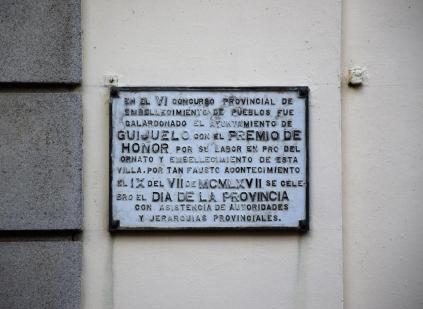 EN EL VI CONCURSO PROVINCIAL DE
EMBELLECIMIENTO DE PUEBLOS FUE
GALARDONADO EL AYUNTAMIENTO DE
GUIJUELO CON EL PREMIO DE
HONOR POR SU LABOR EN PRO DEL
ORNATO Y EMBELLECIMIENTO DE ESTA
VILLA. POR TAN FAUSTO ACONTECIMIENTO
EL IX DEL VII DE MCMLXVII SE CELE-
BRO EL DIA DE LA PROVINCIA
CON ASISTENCIA DE AUTORIDADES
Y JERARQUIAS PROVINCIALES.